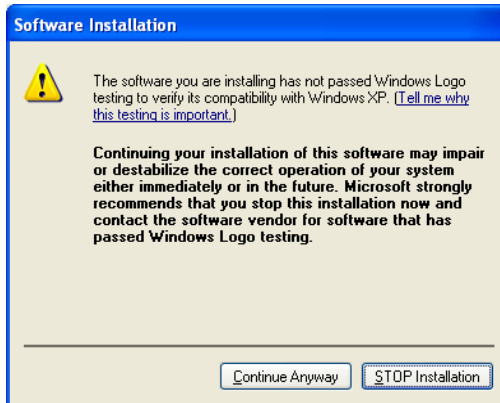 Software Installation
The software you are installing has not passed Windows Logo
testing to verify its compatibility with Windows XP. (Tell me why
this testing is important.)
Continuing your installation of this software may impair
or destabilize the correct operation of your system
either immediately or in the future. Microsoft strongly
recommends that you stop this installation now and
contact the software vendor for software that has
passed Windows Logo testing.
Continue Anyway
STOP Installation